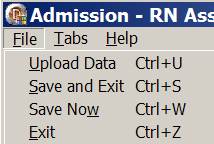 Admission - RN Ass
File Tabs Help
Upload Data Ctrl+U
Save and Exit Ctrl+S
Save Now Ctrl+W
Exit Ctrl+Z